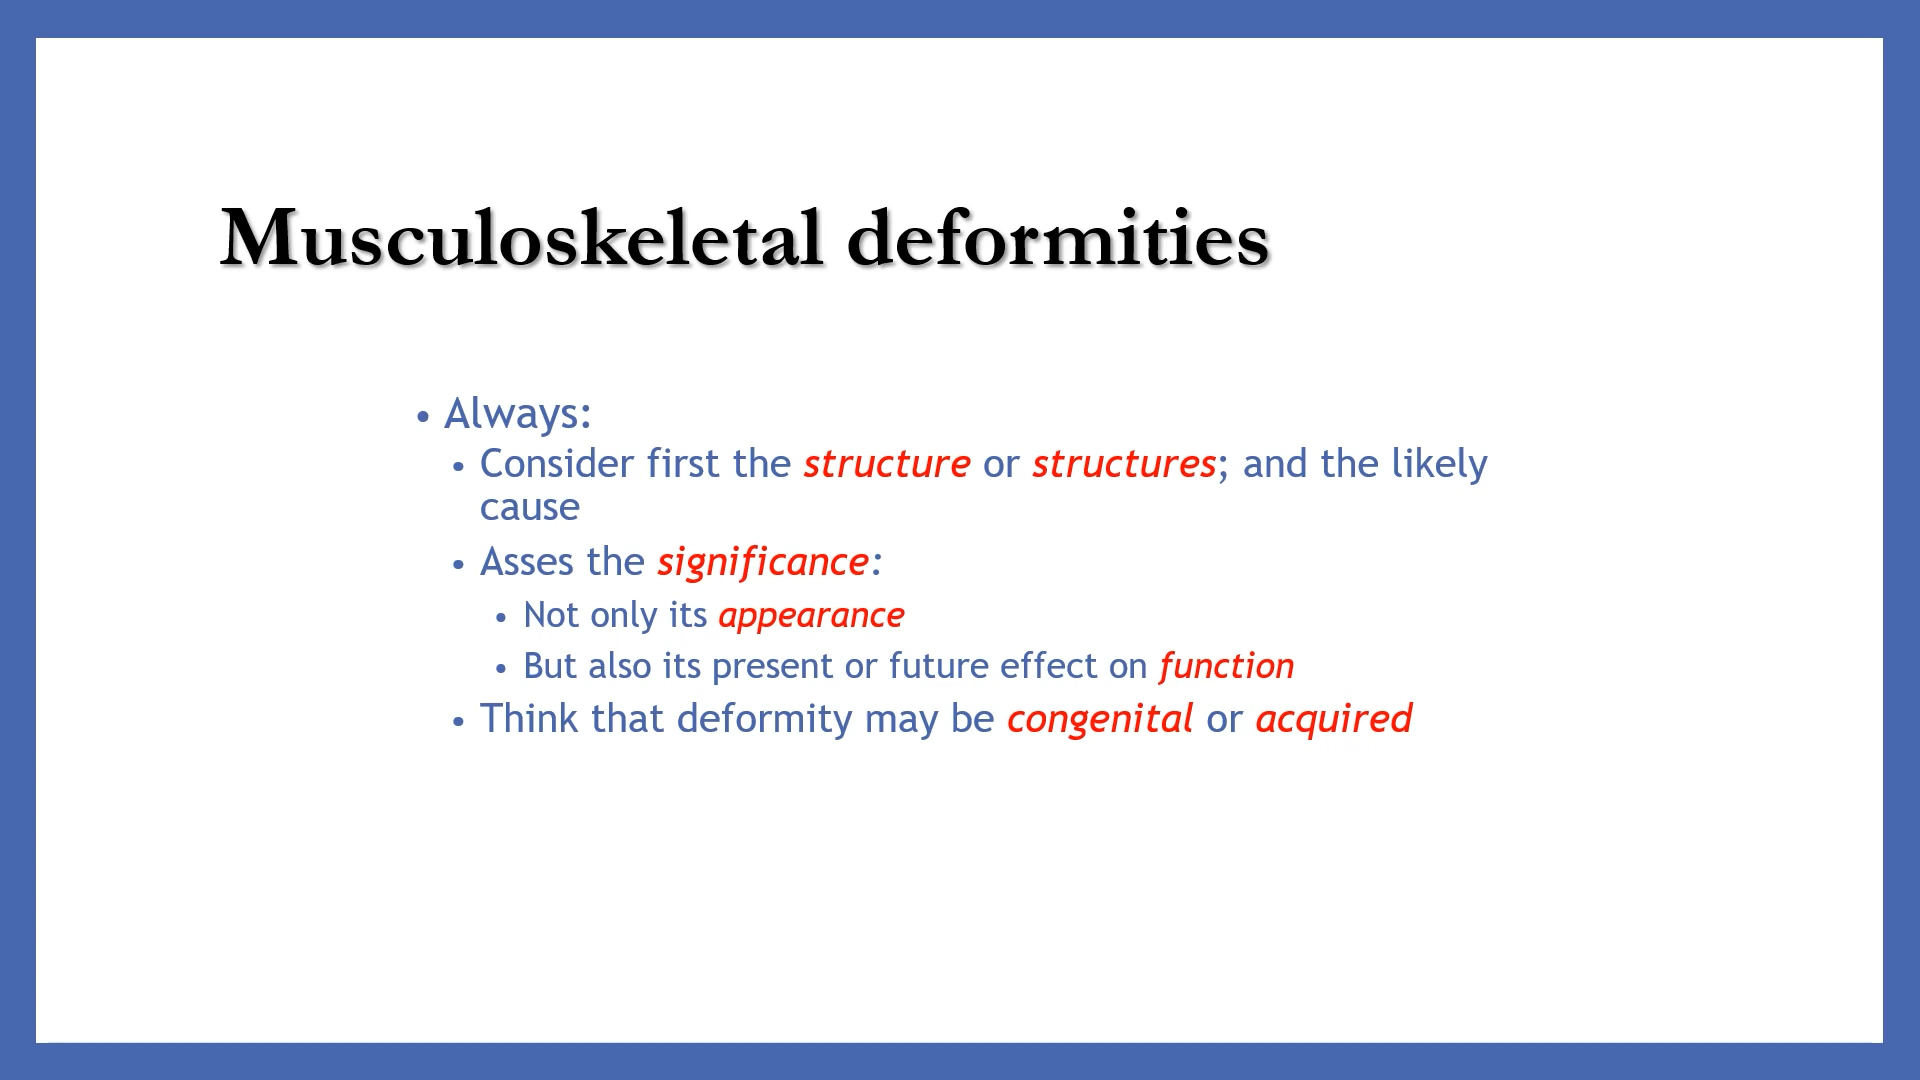 Musculoskeletal deformities
• Always:
• Consider first the structure or structures; and the likely
cause
• Asses the significance:
• Not only its appearance
• But also its present or future effect on function
• Think that deformity may be congenital or acquired